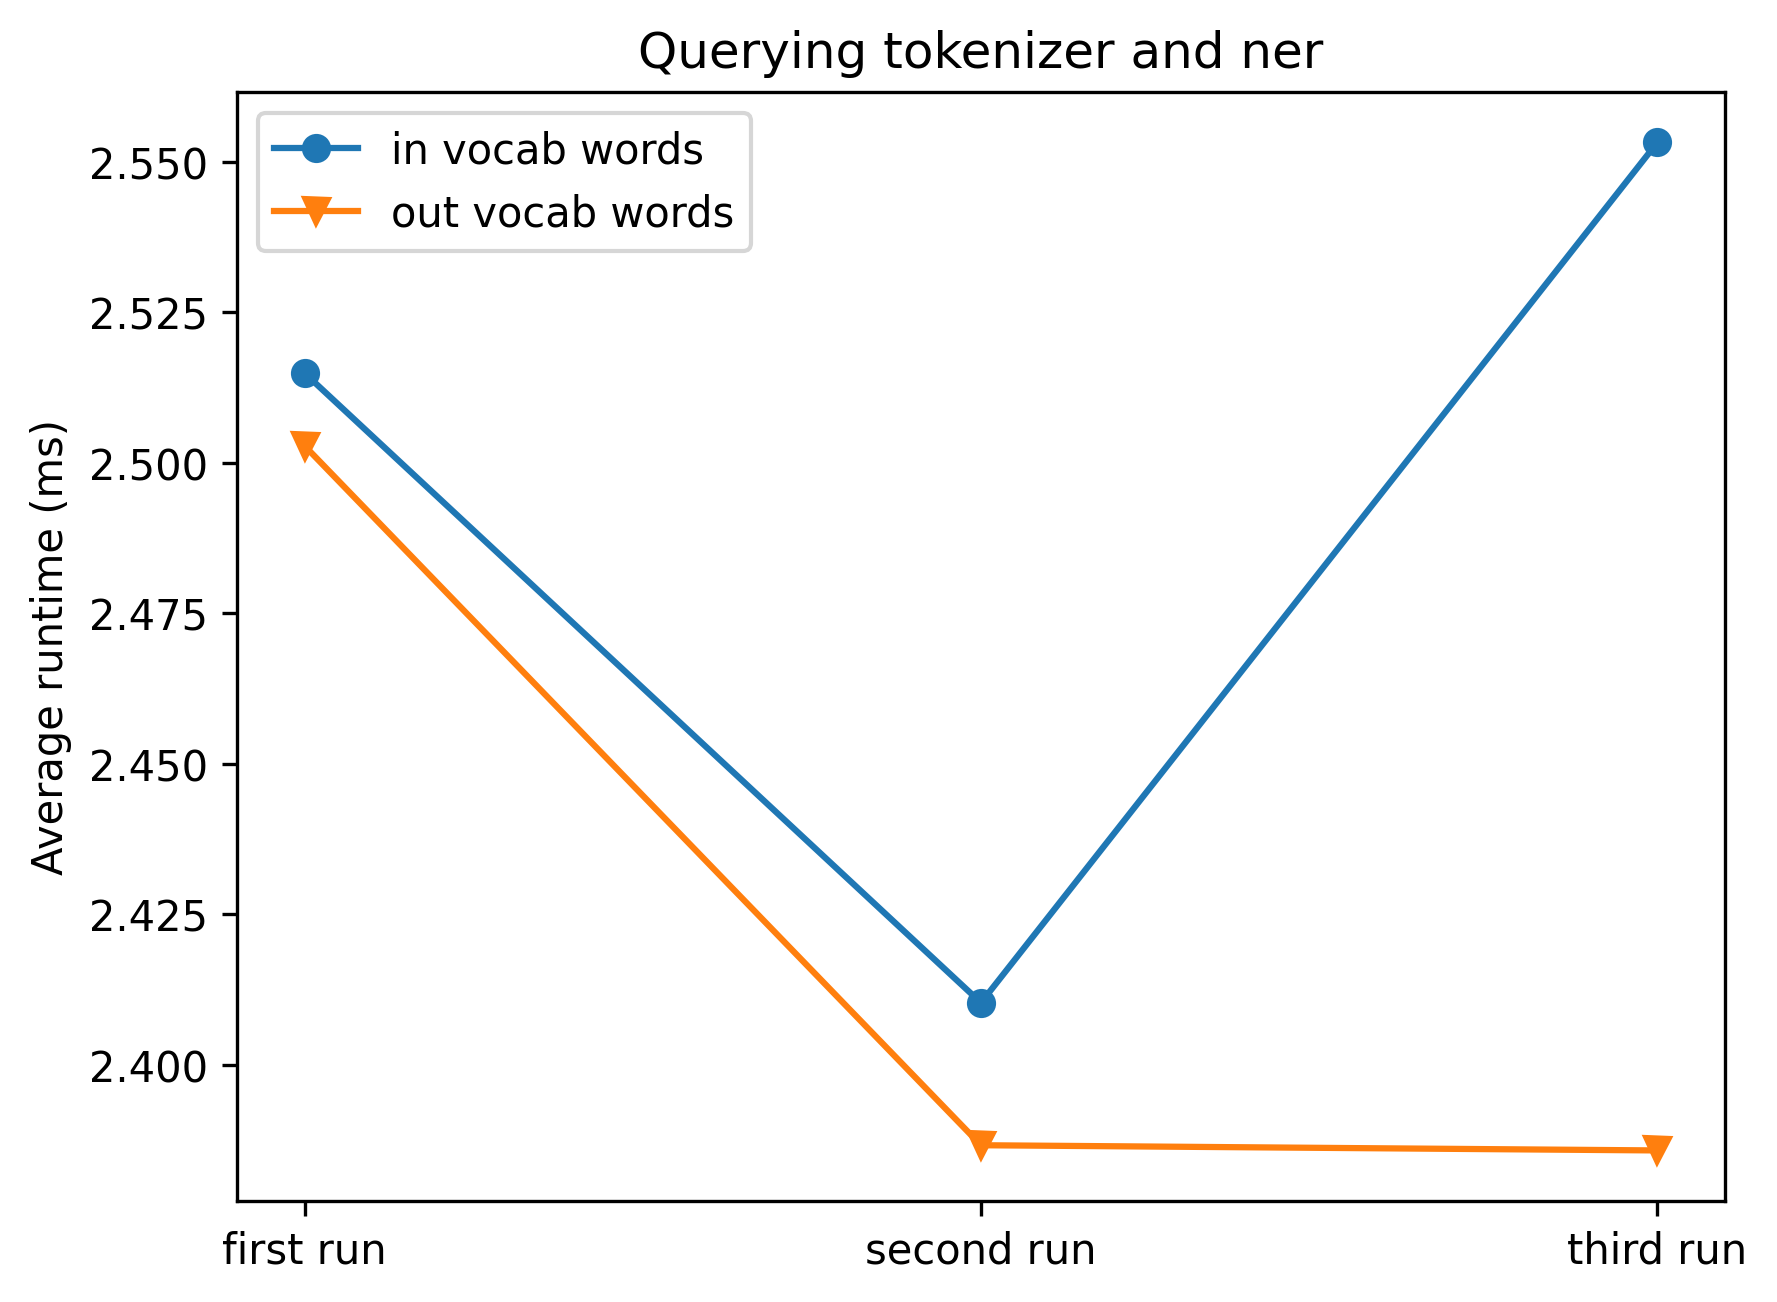 Querying tokenizer and ner
in vocab words
out vocab words
Average runtime (ms)
2.550
2.525
2.500
2.475
2.450
2.425
2.400
first run
second run
third run